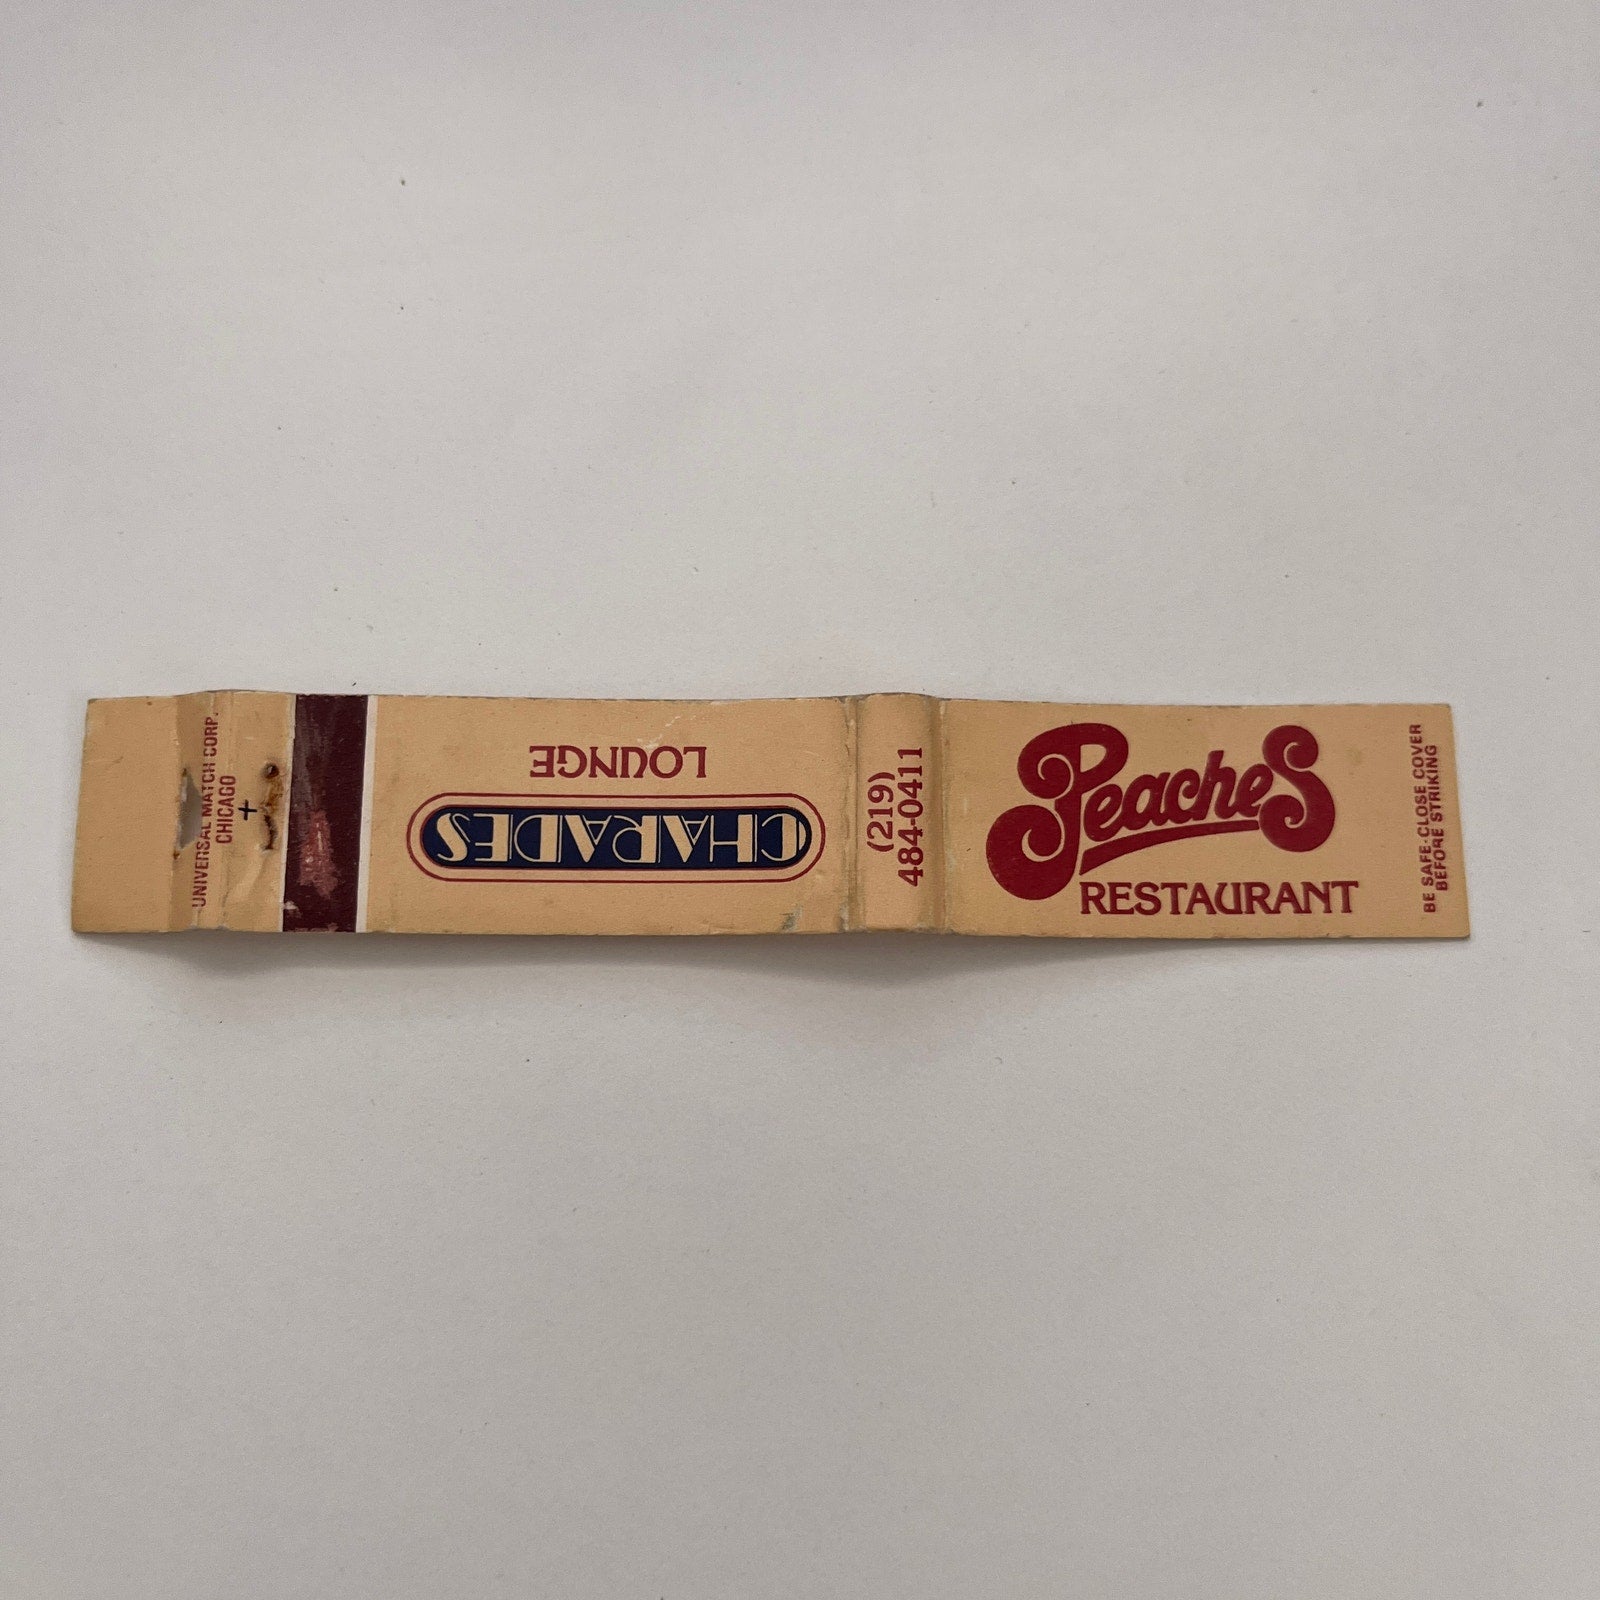 Peaches
RESTAURANT
BE SAFE-CLOSE COVER
BEFORE STRIKING
(219)
484-0411
CHARADES
LOUNGE
UNIVERSAL MATCH CORP.
CHICAGO
+